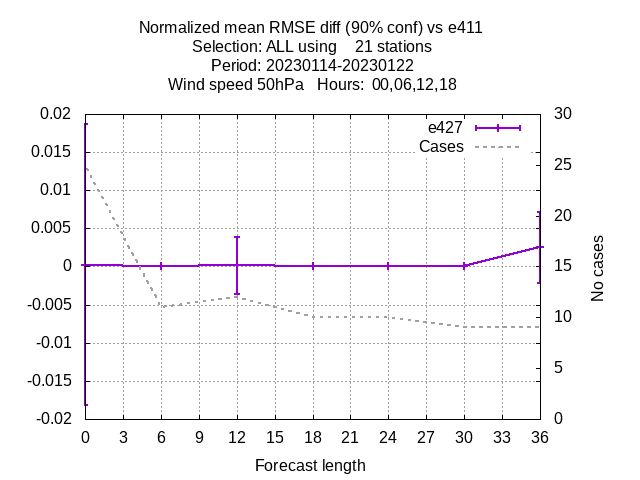 Normalized mean RMSE diff (90% conf) vs e411
Selection: ALL using    21 stations
Period: 20230114-20230122
Wind speed 50hPa   Hours:  00,06,12,18
e427
Cases
0.02
0.015
0.01
0.005
0
-0.005
-0.01
-0.015
-0.02
30
25
20
15
10
5
0
No cases
0 3 6 9 12 15 18 21 24 27 30 33 36
Forecast length